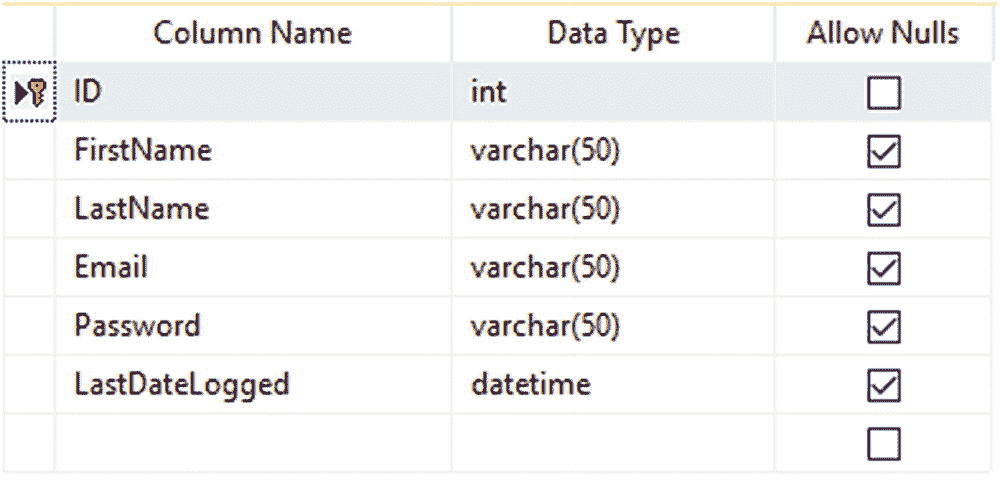 Column Name Data Type Allow Nulls
ID int
FirstName varchar(50)
LastName varchar(50)
Email varchar(50)
Password varchar(50)
LastDateLogged datetime